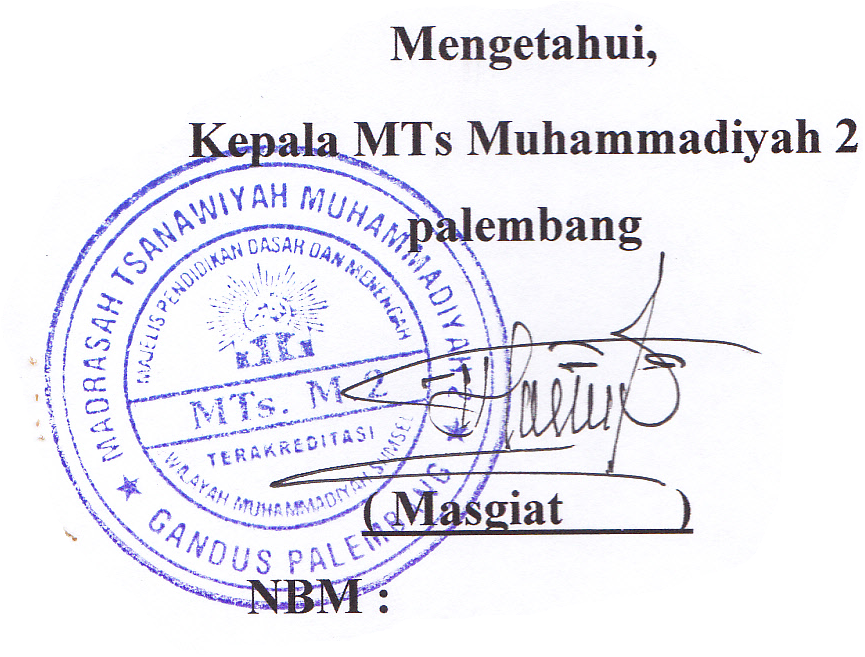 Mengetahui,
Kepala MTs Muhammadiyah 2
palembang
MADRASAH TSANAWIYAH MUHAMMADIYAH 2
MAJELIS PENDIDIKAN DASAR DAN MENENGAH
MTs. M 2
TERAKREDITASI
WILAYAH MUHAMMADIYAH SUMSEL
★ GANDUS PALEMBANG ★
( Masgiat )
NBM :